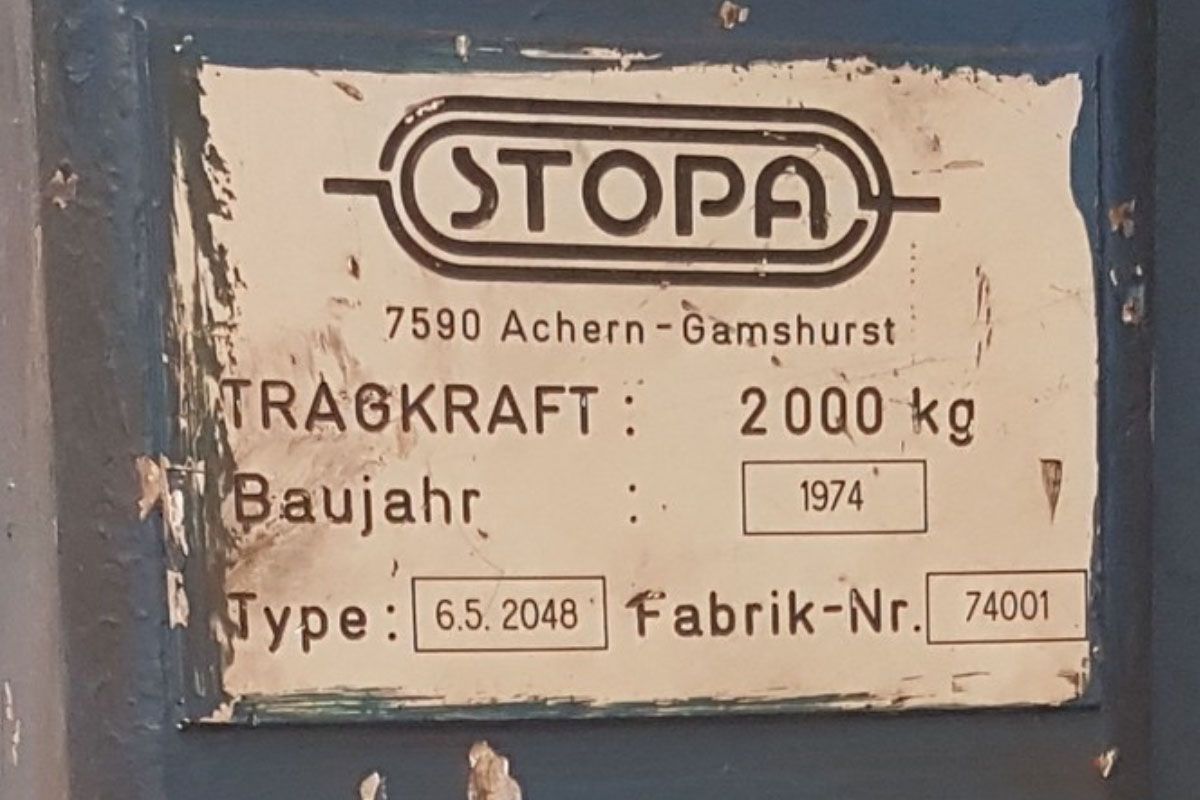 STOPA
7590 Achern-Gamshurst
TRAGKRAFT: 2000 kg
Baujahr : 1974
Type: 6.5. 2048 Fabrik-Nr. 74001